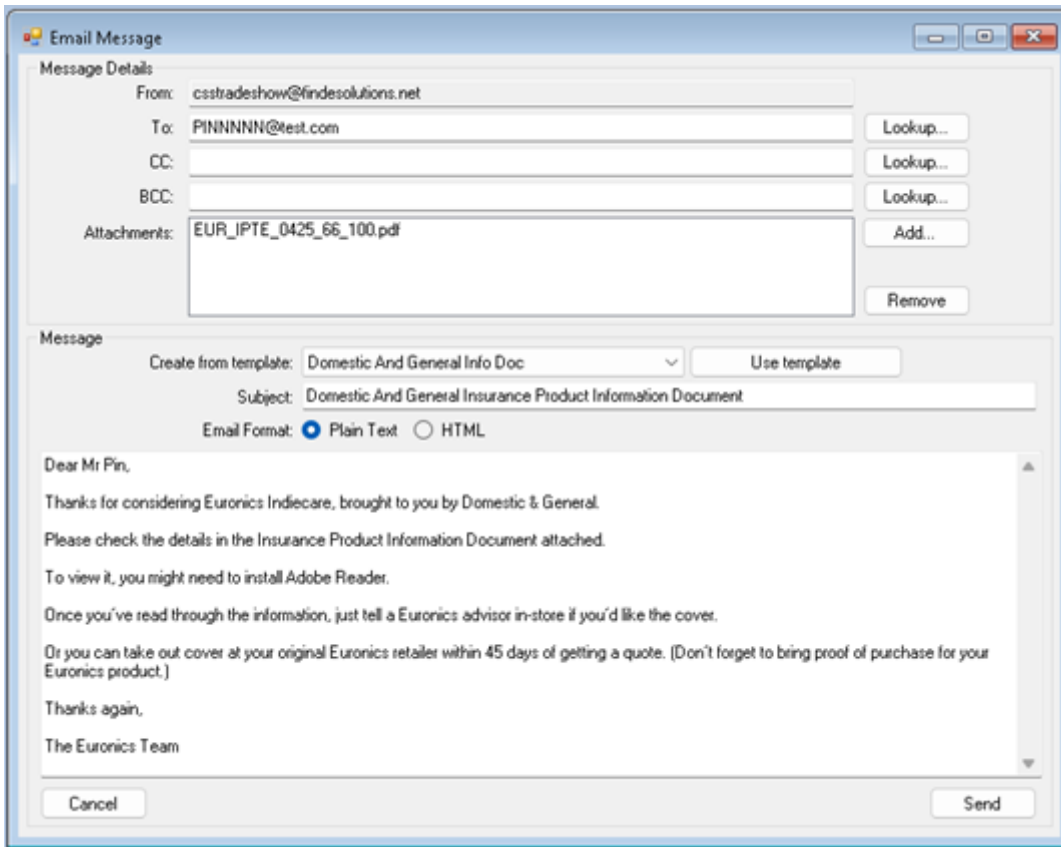 Email Message
Message Details
From: csstradeshow@findesolutions.net
To: PINNNNN@test.com Lookup...
CC: Lookup...
BCC: Lookup...
Attachments: EUR_IPTE_0425_66_100.pdf Add...
Remove
Message
Create from template: Domestic And General Info Doc Use template
Subject: Domestic And General Insurance Product Information Document
Email Format: Plain Text HTML
Dear Mr Pin,
Thanks for considering Euronics Indiecare, brought to you by Domestic & General.
Please check the details in the Insurance Product Information Document attached.
To view it, you might need to install Adobe Reader.
Once you've read through the information, just tell a Euronics advisor in-store if you'd like the cover.
Or you can take out cover at your original Euronics retailer within 45 days of getting a quote. (Don't forget to bring proof of purchase for your
Euronics product.)
Thanks again,
The Euronics Team
Cancel Send